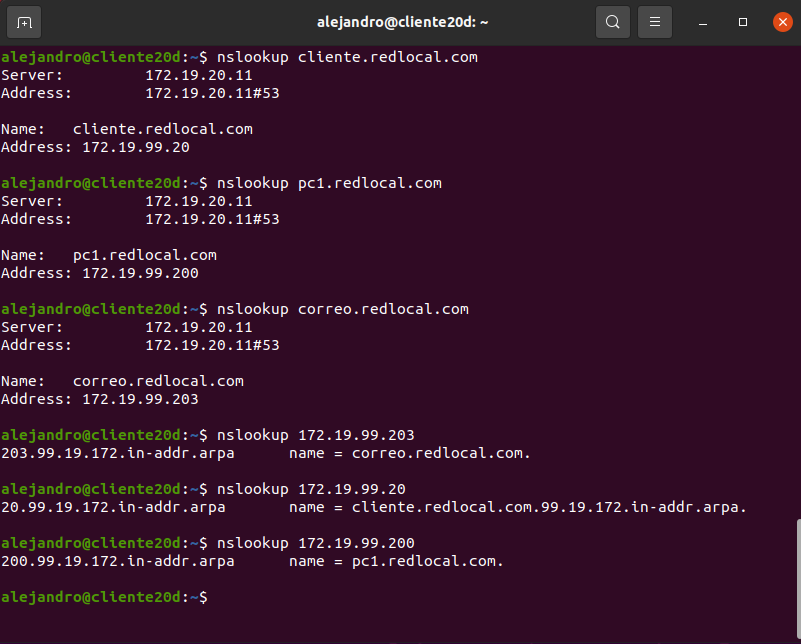 alejandro@cliente20d: ~
alejandro@cliente20d:~$ nslookup cliente.redlocal.com
Server:         172.19.20.11
Address:        172.19.20.11#53
Name:   cliente.redlocal.com
Address: 172.19.99.20
alejandro@cliente20d:~$ nslookup pc1.redlocal.com
Server:         172.19.20.11
Address:        172.19.20.11#53
Name:   pc1.redlocal.com
Address: 172.19.99.200
alejandro@cliente20d:~$ nslookup correo.redlocal.com
Server:         172.19.20.11
Address:        172.19.20.11#53
Name:   correo.redlocal.com
Address: 172.19.99.203
alejandro@cliente20d:~$ nslookup 172.19.99.203
203.99.19.172.in-addr.arpa      name = correo.redlocal.com.
alejandro@cliente20d:~$ nslookup 172.19.99.20
20.99.19.172.in-addr.arpa       name = cliente.redlocal.com.99.19.172.in-addr.arpa.
alejandro@cliente20d:~$ nslookup 172.19.99.200
200.99.19.172.in-addr.arpa      name = pc1.redlocal.com.
alejandro@cliente20d:~$